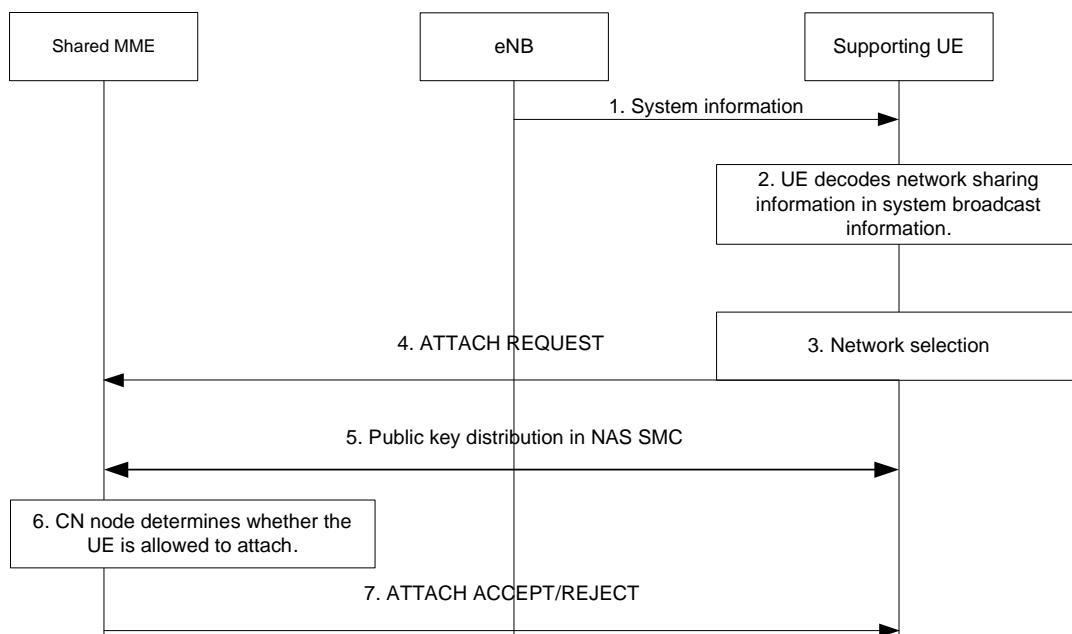 Shared MME
eNB
Supporting UE
1. System information
2. UE decodes network sharing
information in system broadcast
information.
3. Network selection
4. ATTACH REQUEST
5. Public key distribution in NAS SMC
6. CN node determines whether the
UE is allowed to attach.
7. ATTACH ACCEPT/REJECT